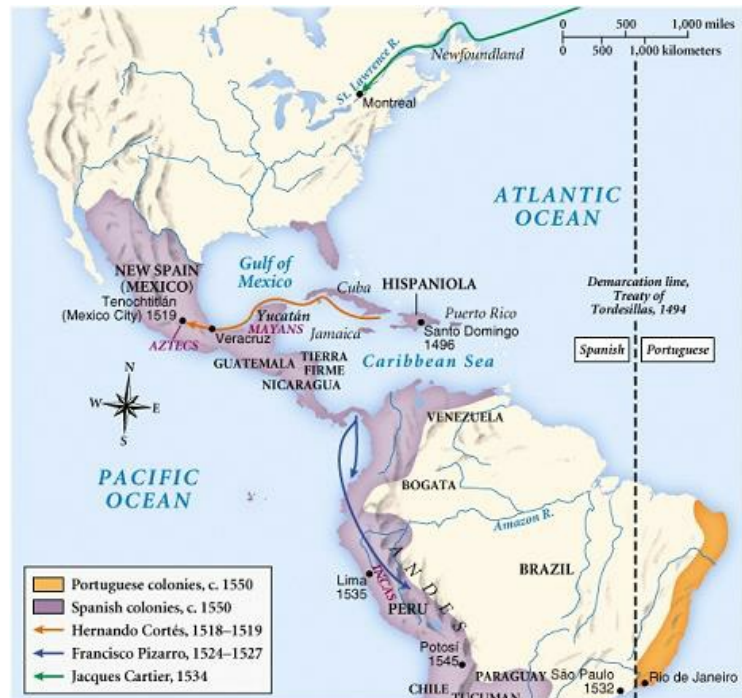 0 500 1,000 miles
0 500 1,000 kilometers
Newfoundland
St. Lawrence R.
Montreal
ATLANTIC
OCEAN
Gulf of
Mexico
NEW SPAIN
(MEXICO)
Tenochtitlán
(Mexico City) 1519
AZTECS
Veracruz
Yucatán
MAYANS
Cuba
HISPANIOLA
Jamaica
Puerto Rico
Santo Domingo
1496
Demarcation line,
Treaty of
Tordesillas, 1494
Spanish
Portuguese
GUATEMALA
TIERRA
FIRME
NICARAGUA
Caribbean Sea
N
W E
S
PACIFIC
OCEAN
VENEZUELA
BOGATA
Amazon R.
BRAZIL
ANDES
INCAS
Lima
1535
PERU
Potosí
1545
PARAGUAY
São Paulo
1532
Rio de Janeiro
CHILE
TUCUMAN
Portuguese colonies, c. 1550
Spanish colonies, c. 1550
Hernando Cortés, 1518–1519
Francisco Pizarro, 1524–1527
Jacques Cartier, 1534